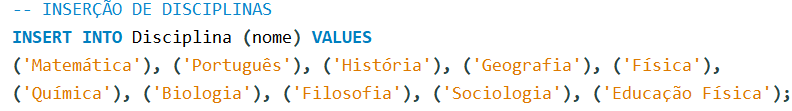 -- INSERÇÃO DE DISCIPLINAS
INSERT INTO Disciplina (nome) VALUES
('Matemática'), ('Português'), ('História'), ('Geografia'), ('Física'),
('Química'), ('Biologia'), ('Filosofia'), ('Sociologia'), ('Educação Física');